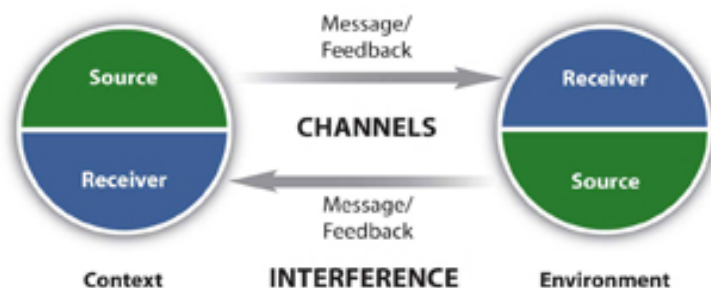 Message/
Feedback
Source
Receiver
CHANNELS
Receiver
Source
Message/
Feedback
Context
INTERFERENCE
Environment